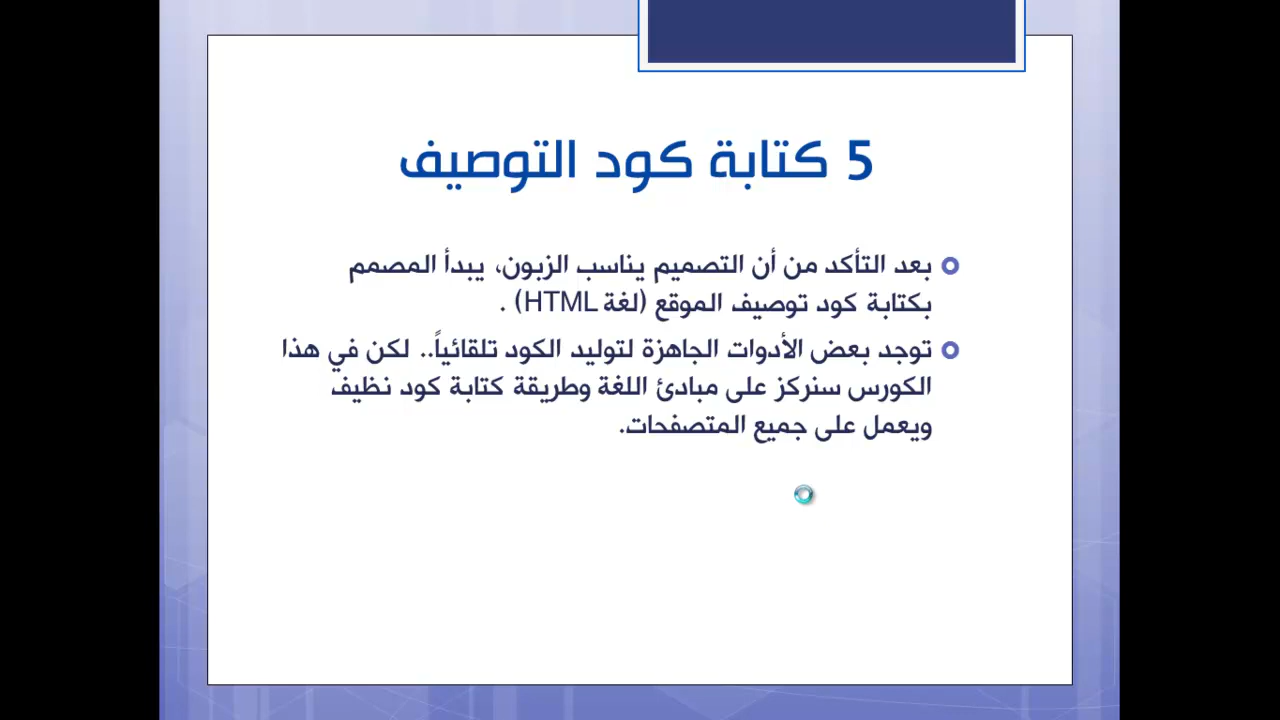 5 كتابة كود التوصيف
بعد التأكد من أن التصميم يناسب الزبون، يبدأ المصمم
بكتابة كود توصيف الموقع (لغة HTML) .
توجد بعض الأدوات الجاهزة لتوليد الكود تلقائياً.. لكن في هذا
الكورس سنركز على مبادئ اللغة وطريقة كتابة كود نظيف
ويعمل على جميع المتصفحات.